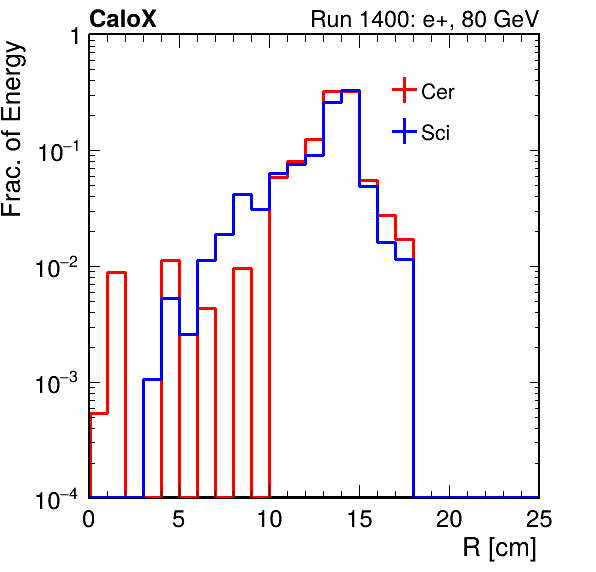 CaloX Run 1400: e+, 80 GeV
Frac. of Energy
1
10⁻¹
10⁻²
10⁻³
10⁻⁴
Cer
Sci
0 5 10 15 20 25
R [cm]